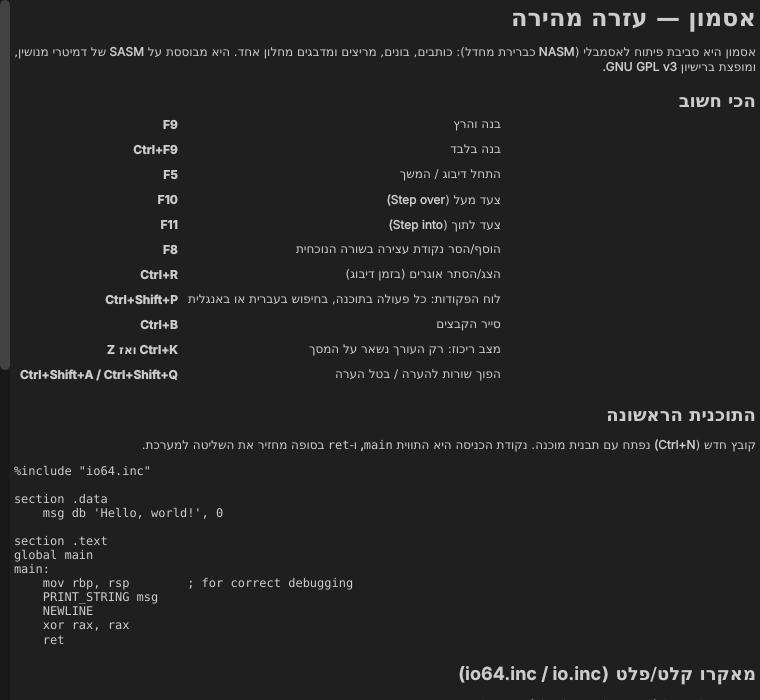 אסמון — עזרה מהירה
אסמון היא סביבת פיתוח לאסמבלי (NASM כברירת מחדל): כותבים, בונים, מריצים ומדבגים מחלון אחד. היא מבוססת על SASM של דמיטרי מנושין,
ומופצת ברישיון GNU GPL v3.
הכי חשוב
בנה והרץ F9
בנה בלבד Ctrl+F9
התחל דיבוג / המשך F5
צעד מעל (Step over) F10
צעד לתוך (Step into) F11
הוסף/הסר נקודת עצירה בשורה הנוכחית F8
הצג/הסתר אוגרים (בזמן דיבוג) Ctrl+R
לוח הפקודות: כל פעולה בתוכנה, בחיפוש בעברית או באנגלית Ctrl+Shift+P
סייר הקבצים Ctrl+B
מצב ריכוז: רק העורך נשאר על המסך Ctrl+K ואז Z
הפוך שורות להערה / בטל הערה Ctrl+Shift+A / Ctrl+Shift+Q
התוכנית הראשונה
קובץ חדש (Ctrl+N) נפתח עם תבנית מוכנה. נקודת הכניסה היא התווית main, ו-ret בסופה מחזיר את השליטה למערכת.
%include "io64.inc"
section .data
    msg db 'Hello, world!', 0
section .text
global main
main:
    mov rbp, rsp        ; for correct debugging
    PRINT_STRING msg
    NEWLINE
    xor rax, rax
    ret
מאקרו קלט/פלט (io64.inc / io.inc)